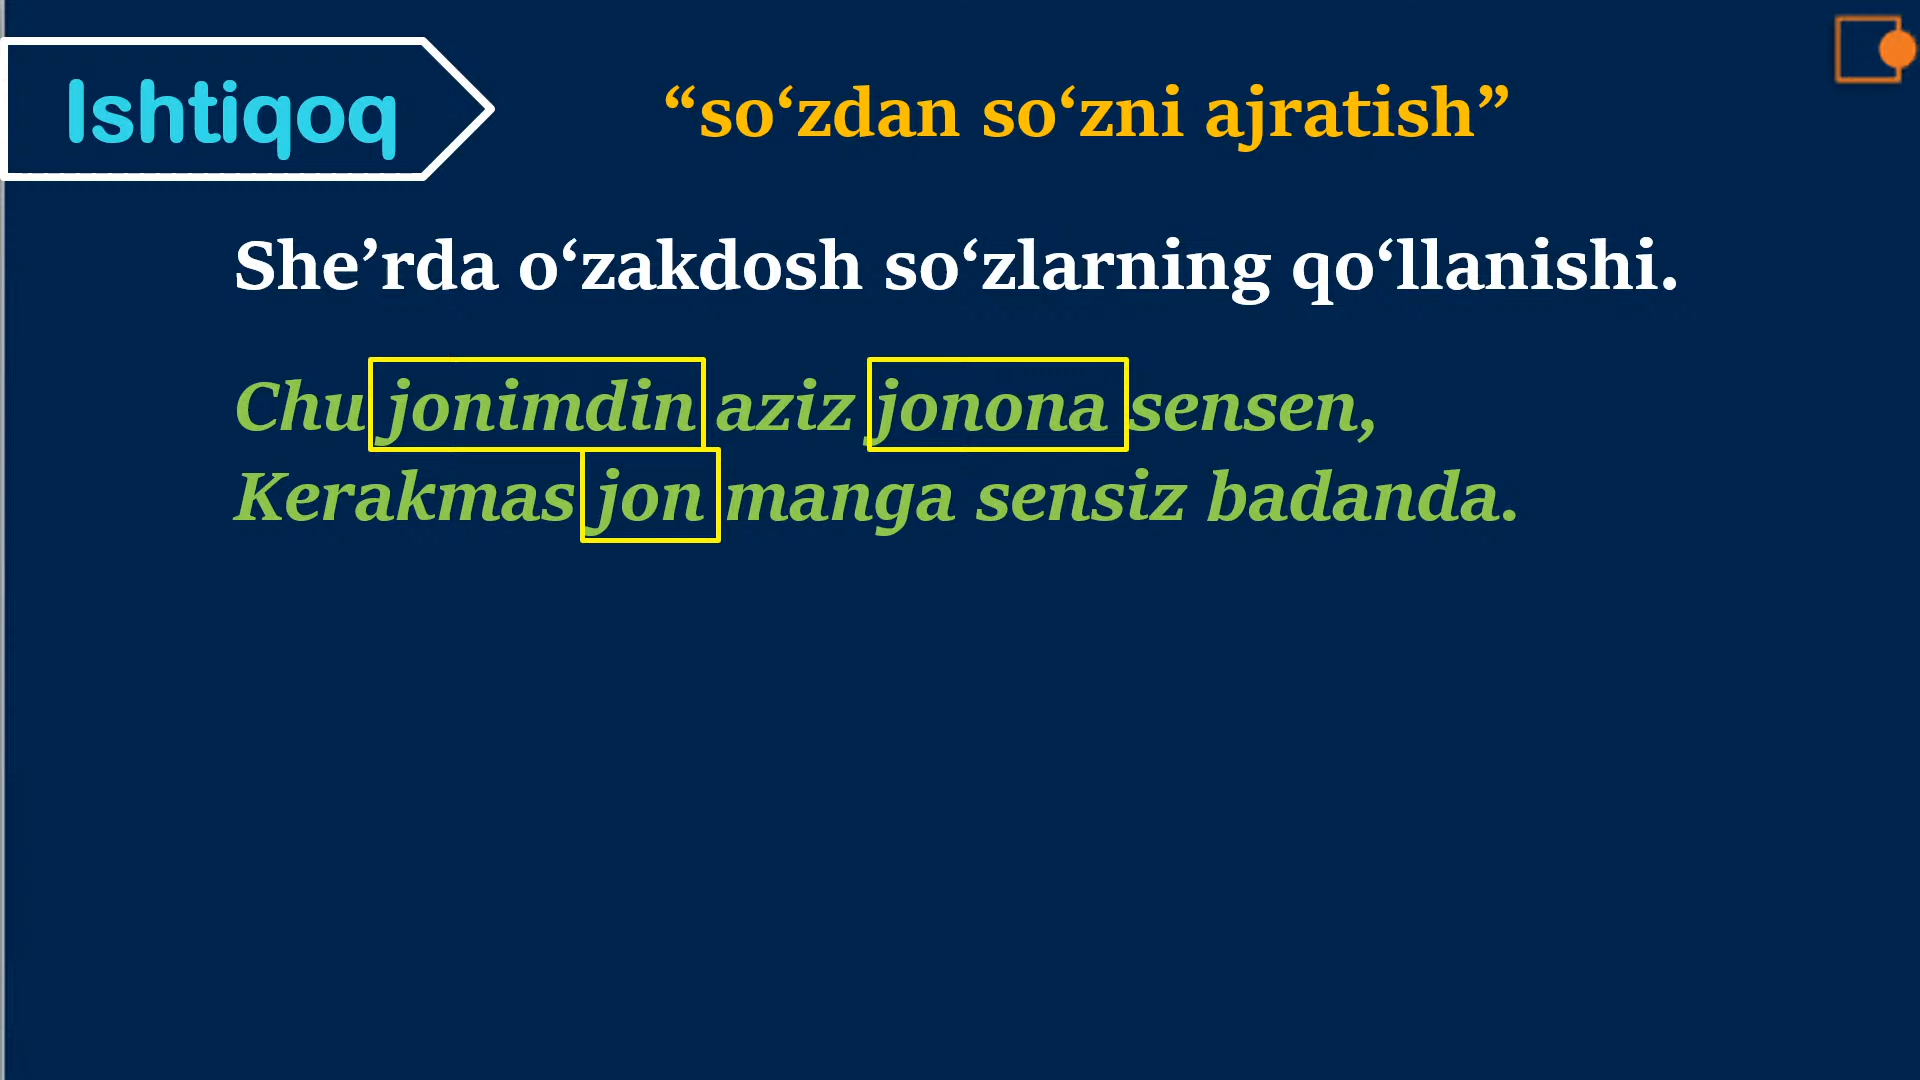 Ishtiqoq
“so‘zdan so‘zni ajratish”
She’rda o‘zakdosh so‘zlarning qo‘llanishi.
Chu jonimdin aziz jonona sensen,
Kerakmas jon manga sensiz badanda.